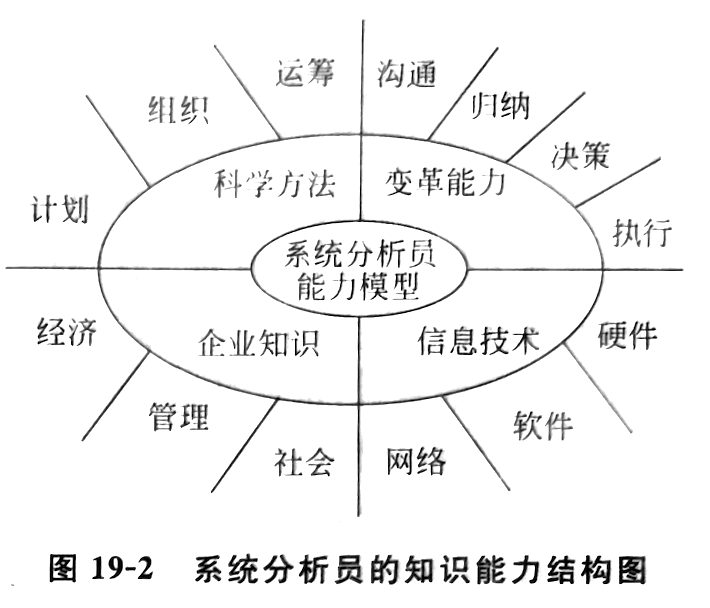 运筹
沟通
组织
归纳
决策
科学方法
变革能力
计划
执行
系统分析员
能力模型
经济
企业知识
信息技术
硬件
管理
软件
社会
网络
图 19-2 系统分析员的知识能力结构图